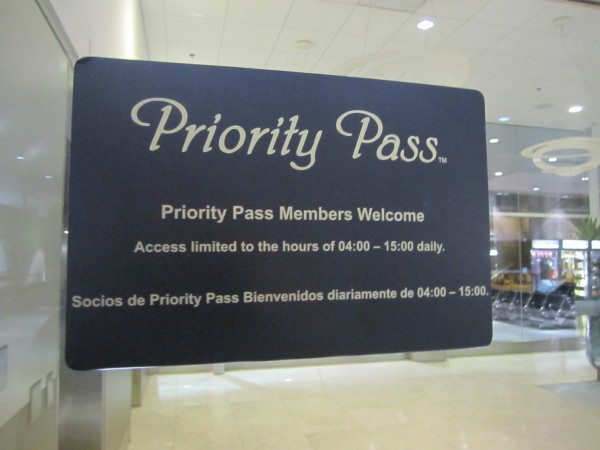 Priority Pass™
Priority Pass Members Welcome
Access limited to the hours of 04:00 – 15:00 daily.
Socios de Priority Pass Bienvenidos diariamente de 04:00 – 15:00.